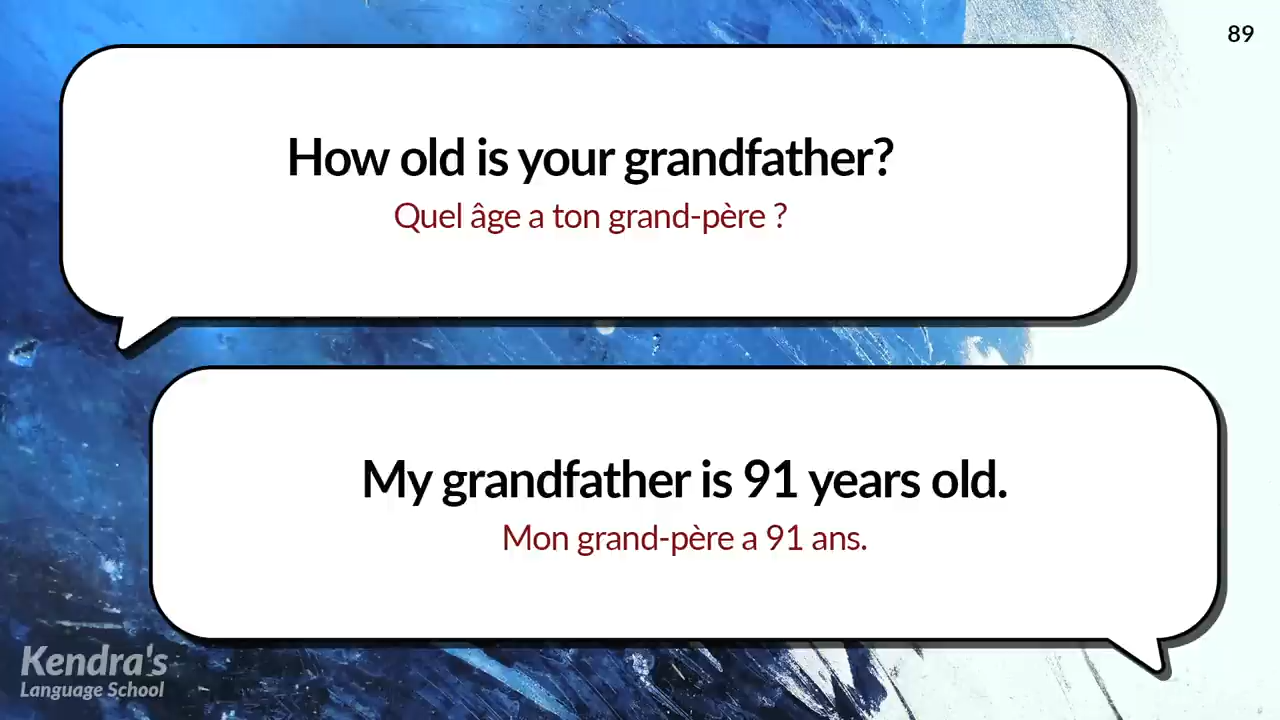 89
How old is your grandfather?
Quel âge a ton grand-père ?
My grandfather is 91 years old.
Mon grand-père a 91 ans.
Kendra's
Language School